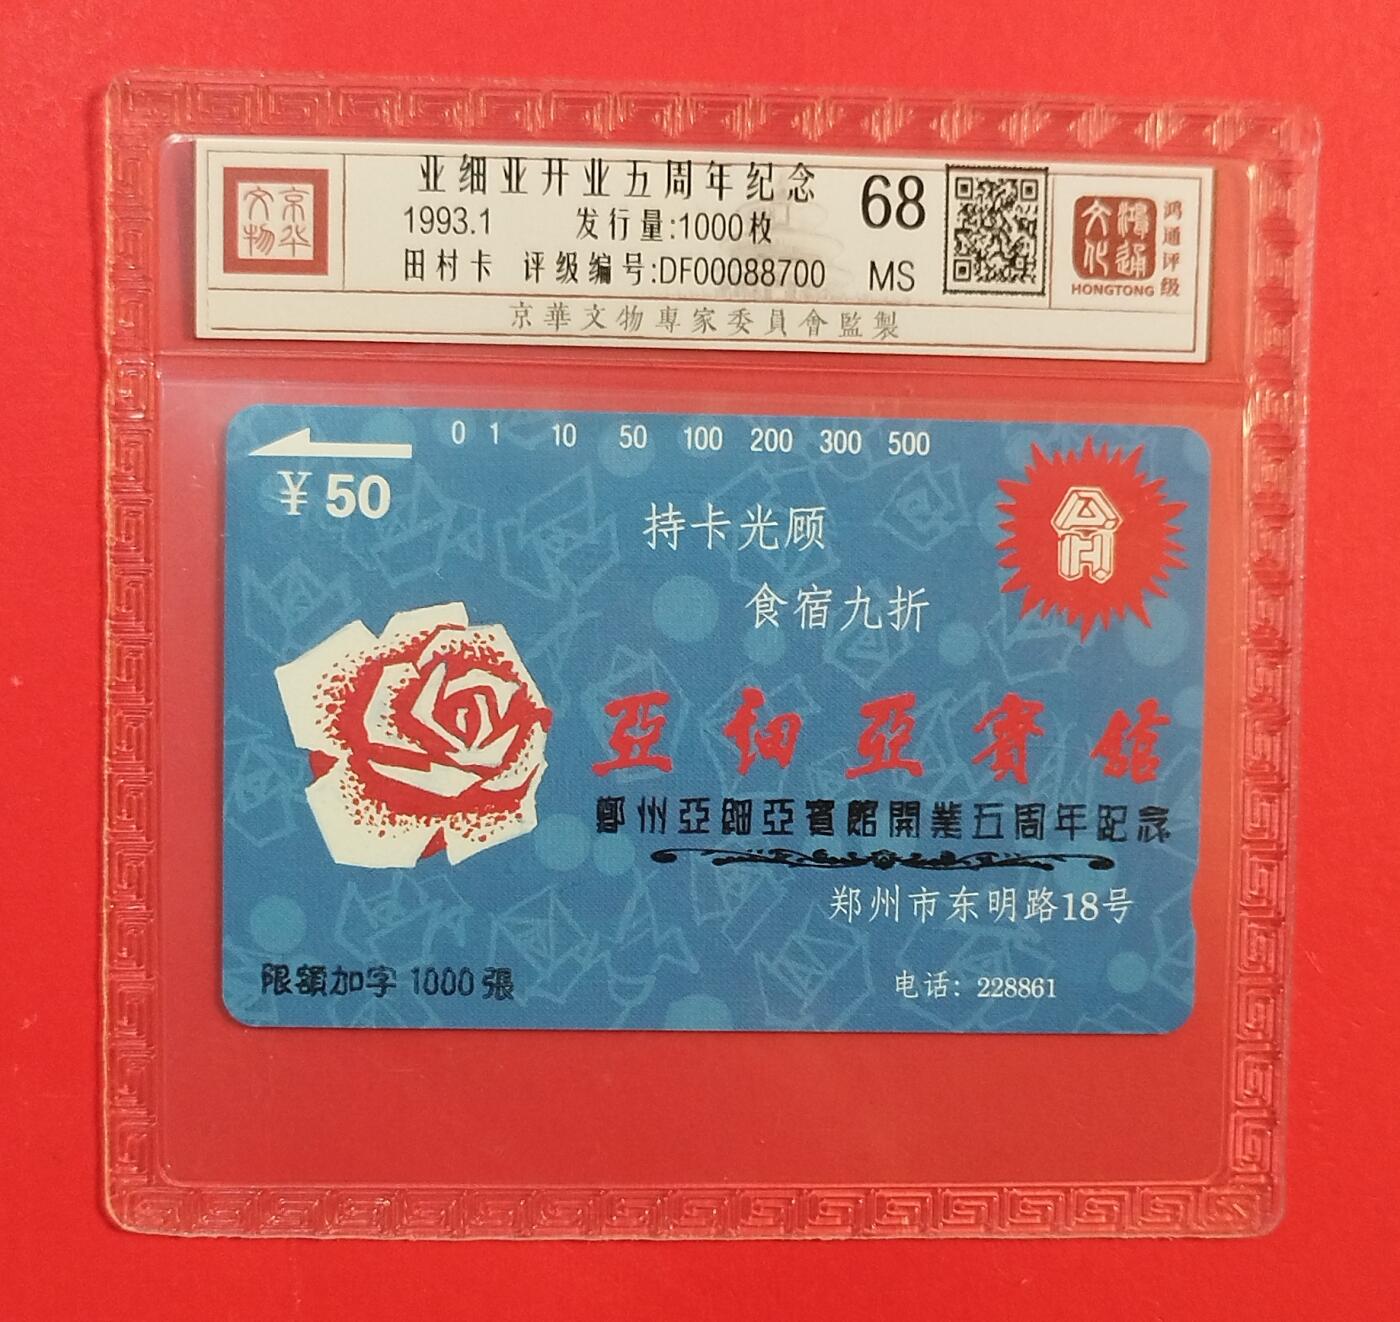 京华文物
亚细亚开业五周年纪念
1993.1 发行量:1000枚
田村卡 评级编号:DF00088700
68
MS
鴻通文化
HONGTONG
鸿通评级
京華文物專家委員會監製
0 1 10 50 100 200 300 500
¥50
持卡光顾
食宿九折
A.H.
亞細亞賓館
鄭州亞細亞賓館開業五周年記念
郑州市东明路18号
限額加字 1000張
电话: 228861